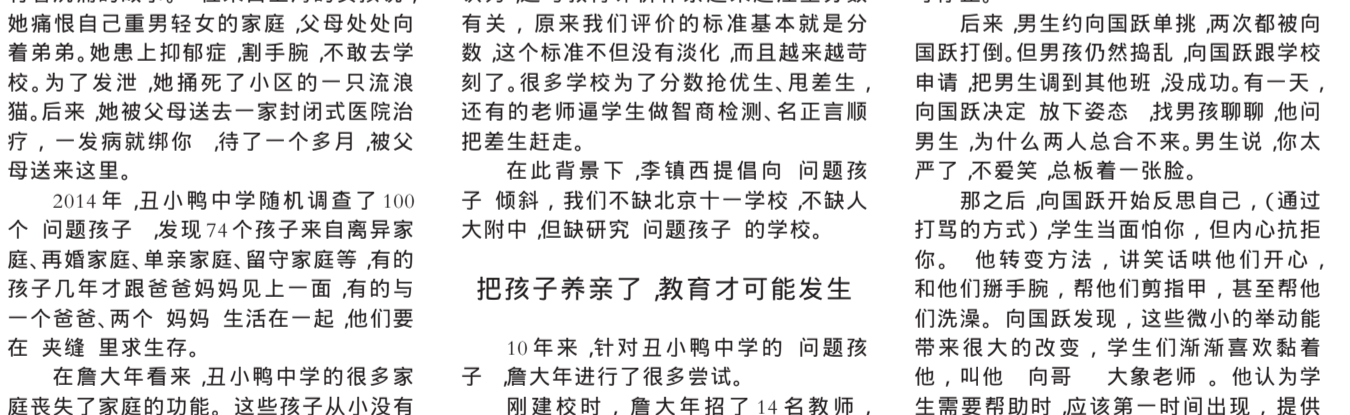 她痛恨自己重男轻女的家庭,父母处处向
着弟弟。她患上抑郁症,割手腕,不敢去学
校。为了发泄,她捅死了小区的一只流浪
猫。后来,她被父母送去一家封闭式医院治
疗,一发病就绑你 ,待了一个多月,被父
母送来这里。
2014年,丑小鸭中学随机调查了100
个 问题孩子 ,发现74个孩子来自离异家
庭、再婚家庭、单亲家庭、留守家庭等,有的
孩子几年才跟爸爸妈妈见上一面,有的与
一个爸爸、两个 妈妈 生活在一起,他们要
在 夹缝 里求生存。
在詹大年看来,丑小鸭中学的很多家
庭丧失了家庭的功能。这些孩子从小没有
有关,原来我们评价的标准基本就是分
数,这个标准不但没有淡化,而且越来越苛
刻了。很多学校为了分数抢优生、甩差生,
还有的老师逼学生做智商检测、名正言顺
把差生赶走。
在此背景下,李镇西提倡向 问题孩
子 倾斜,我们不缺北京十一学校,不缺人
大附中,但缺研究 问题孩子 的学校。
把孩子养亲了,教育才可能发生
10年来,针对丑小鸭中学的 问题孩
子 ,詹大年进行了很多尝试。
刚建校时,詹大年招了14名教师,
后来,男生约向国跃单挑,两次都被向
国跃打倒。但男孩仍然捣乱,向国跃跟学校
申请,把男生调到其他班,没成功。有一天,
向国跃决定 放下姿态 ,找男孩聊聊,他问
男生,为什么两人总合不来。男生说,你太
严了,不爱笑,总板着一张脸。
那之后,向国跃开始反思自己,(通过
打骂的方式),学生当面怕你,但内心抗拒
你。 他转变方法,讲笑话哄他们开心,
和他们掰手腕,帮他们剪指甲,甚至帮他
们洗澡。向国跃发现,这些微小的举动能
带来很大的改变,学生们渐渐喜欢黏着
他,叫他 向哥 大象老师 。他认为学
生需要帮助时,应该第一时间出现,提供